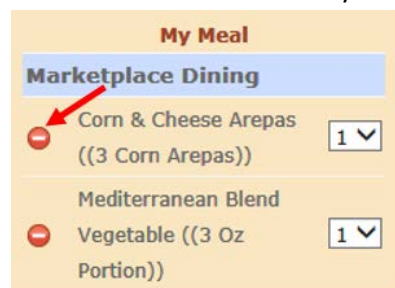 My Meal
Marketplace Dining
Corn & Cheese Arepas
((3 Corn Arepas))
1
Mediterranean Blend
Vegetable ((3 Oz
Portion))
1